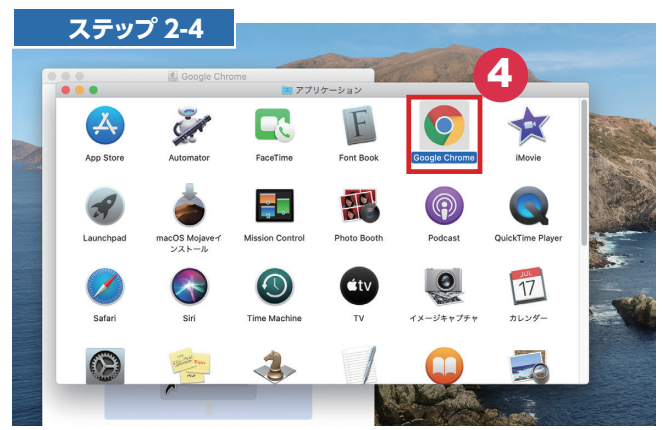 ステップ 2-4
4
Google Chrome
アプリケーション
App Store
Automator
FaceTime
Font Book
Google Chrome
iMovie
Launchpad
macOS Mojaveイ
ンストール
Mission Control
Photo Booth
Podcast
QuickTime Player
Safari
Siri
Time Machine
tv
TV
イメージキャプチャ
JUL
17
カレンダー